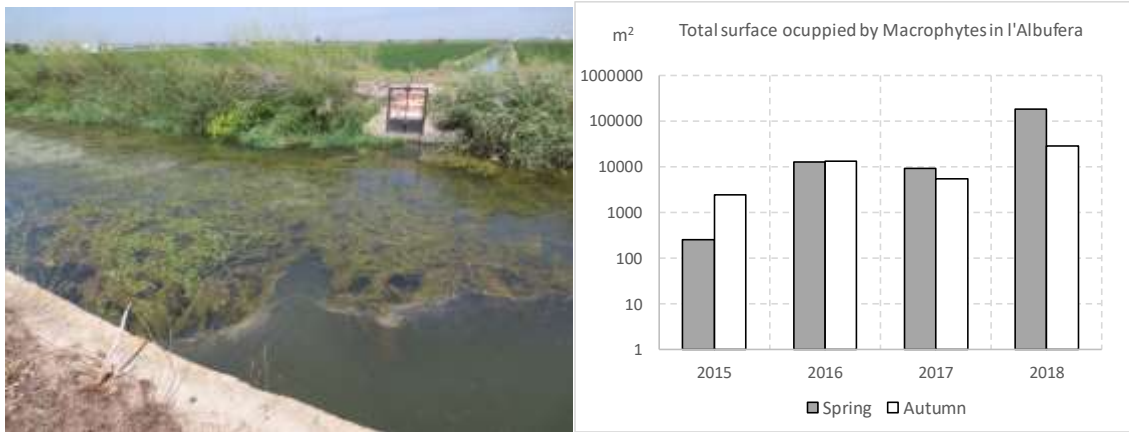 Total surface ocuppied by Macrophytes in l'Albufera
m²
1000000
100000
10000
1000
100
10
1
2015 2016 2017 2018
Spring Autumn